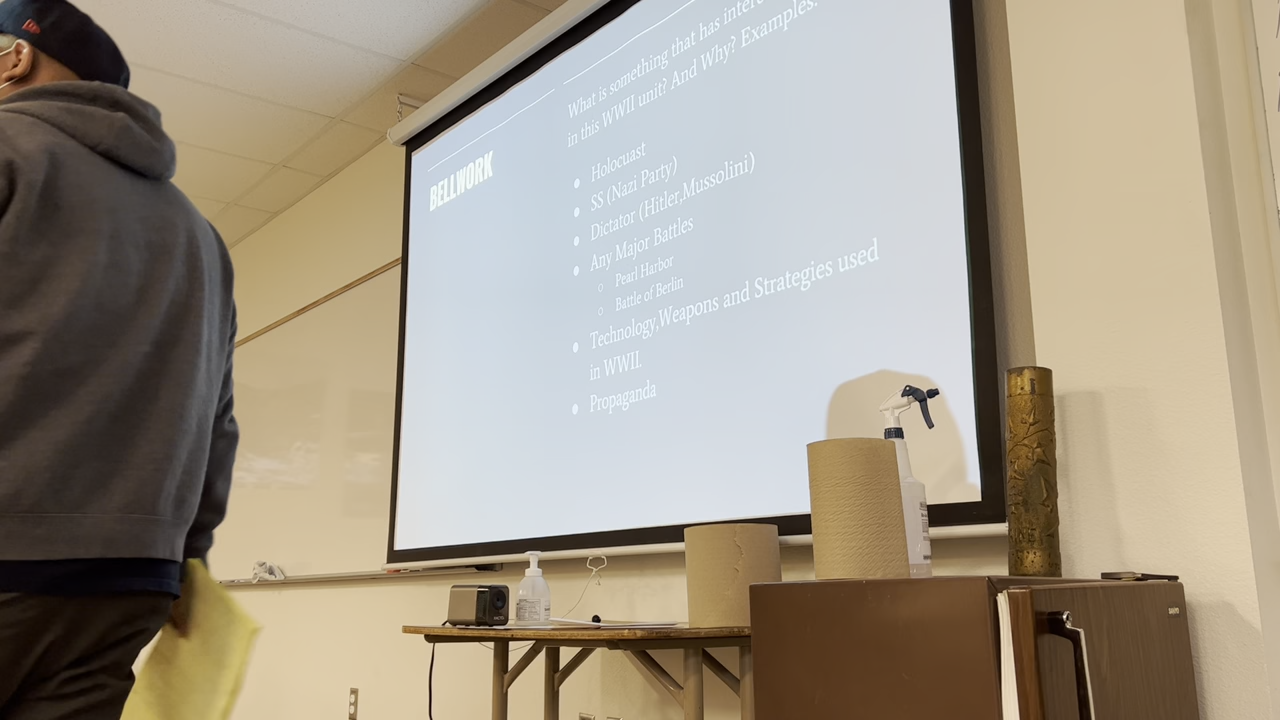 BELLWORK
What is something that has
in this WWII unit? And Why? Examples:
Holocuast
SS (Nazi Party)
Dictator (Hitler,Mussolini)
Any Major Battles
Pearl Harbor
Battle of Berlin
Technology,Weapons and Strategies used
in WWII.
Propaganda